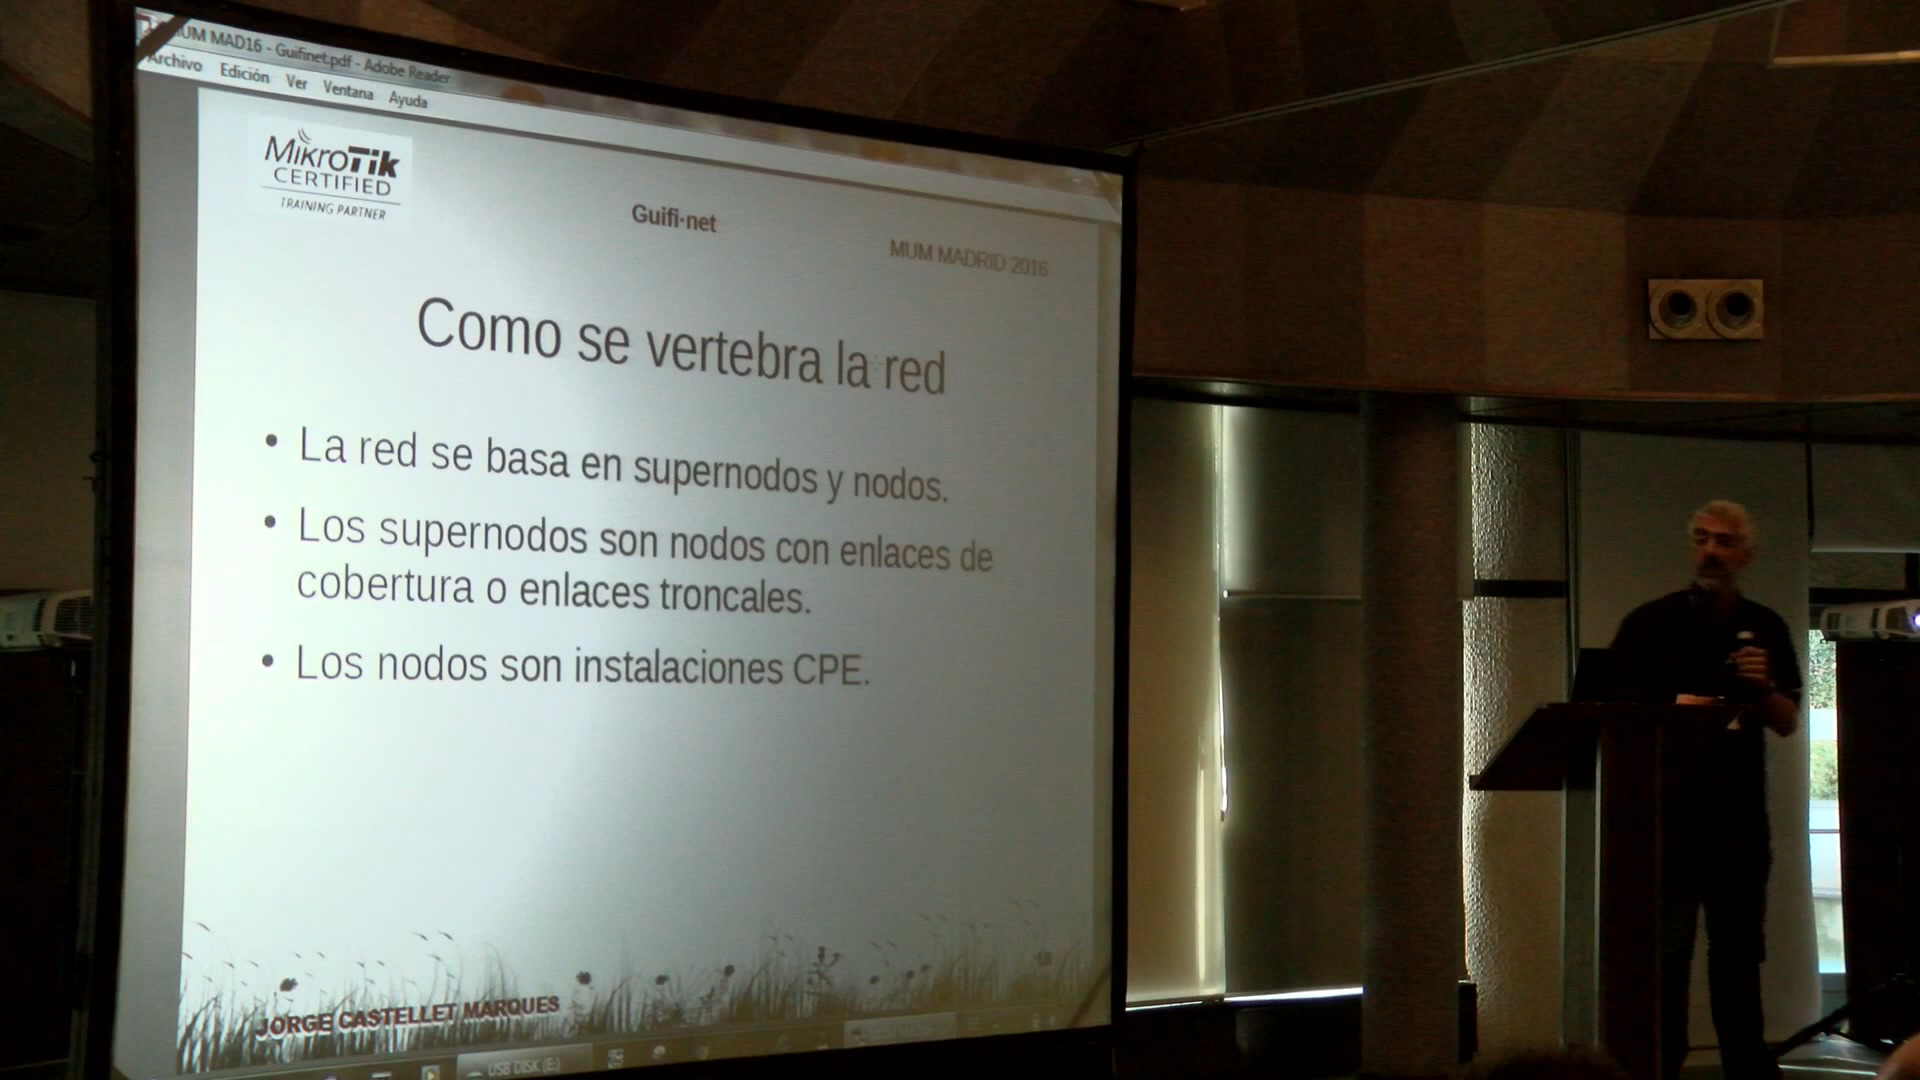 UM MAD16 - Guifinet.pdf - Adobe Reader
Archivo Edición Ver Ventana Ayuda
MikroTik
CERTIFIED
TRAINING PARTNER
Guifi·net
MUM MADRID 2016
Como se vertebra la red
• La red se basa en supernodos y nodos.
• Los supernodos son nodos con enlaces de
cobertura o enlaces troncales.
• Los nodos son instalaciones CPE.
JORGE CASTELLET MARQUES
USB DISK (E:)